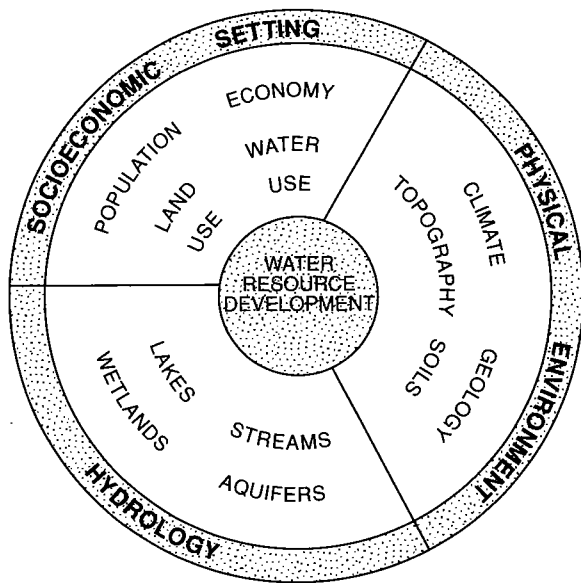 SOCIOECONOMIC SETTING
POPULATION
LAND
USE
ECONOMY
WATER
USE
PHYSICAL ENVIRONMENT
CLIMATE
TOPOGRAPHY
SOILS
GEOLOGY
WATER
RESOURCE
DEVELOPMENT
HYDROLOGY
LAKES
WETLANDS
STREAMS
AQUIFERS